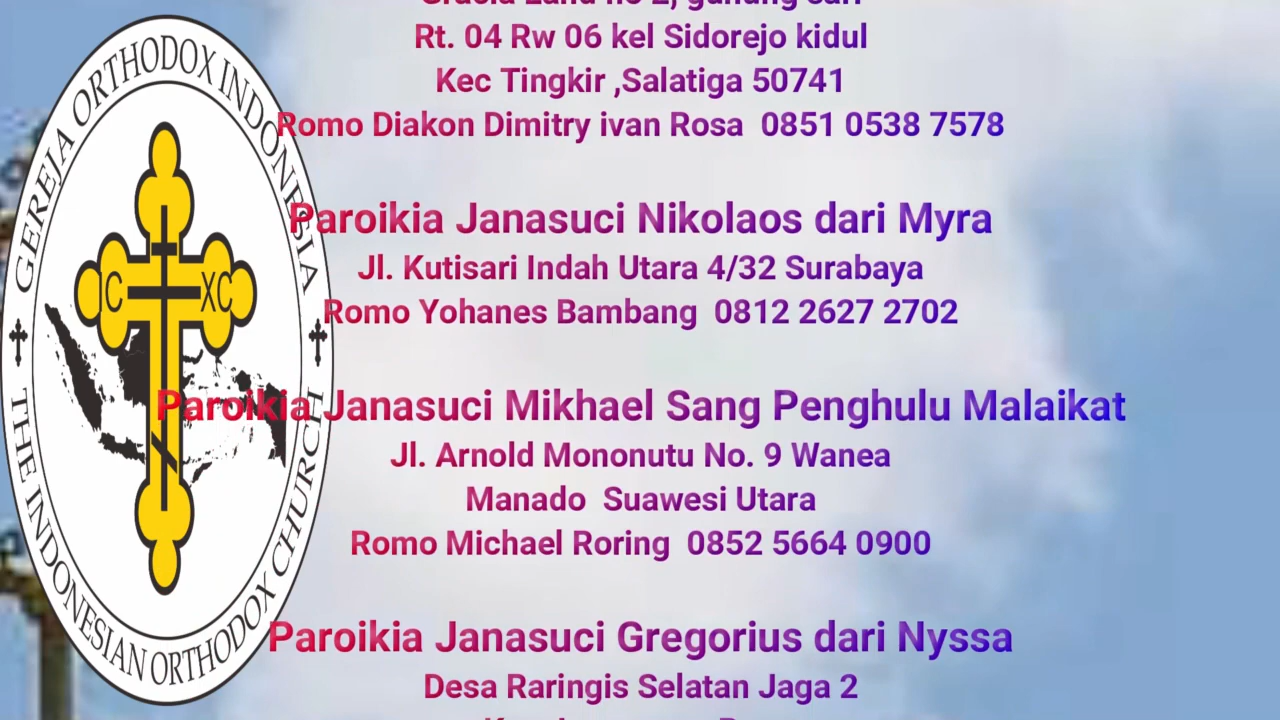 GEREJA ORTHODOX INDONESIA
THE INDONESIAN ORTHODOX CHURCH
IC XC
Rt. 04 Rw 06 kel Sidorejo kidul
Kec Tingkir ,Salatiga 50741
Romo Diakon Dimitry ivan Rosa 0851 0538 7578
Paroikia Janasuci Nikolaos dari Myra
Jl. Kutisari Indah Utara 4/32 Surabaya
Romo Yohanes Bambang 0812 2627 2702
Paroikia Janasuci Mikhael Sang Penghulu Malaikat
Jl. Arnold Mononutu No. 9 Wanea
Manado Suawesi Utara
Romo Michael Roring 0852 5664 0900
Paroikia Janasuci Gregorius dari Nyssa
Desa Raringis Selatan Jaga 2